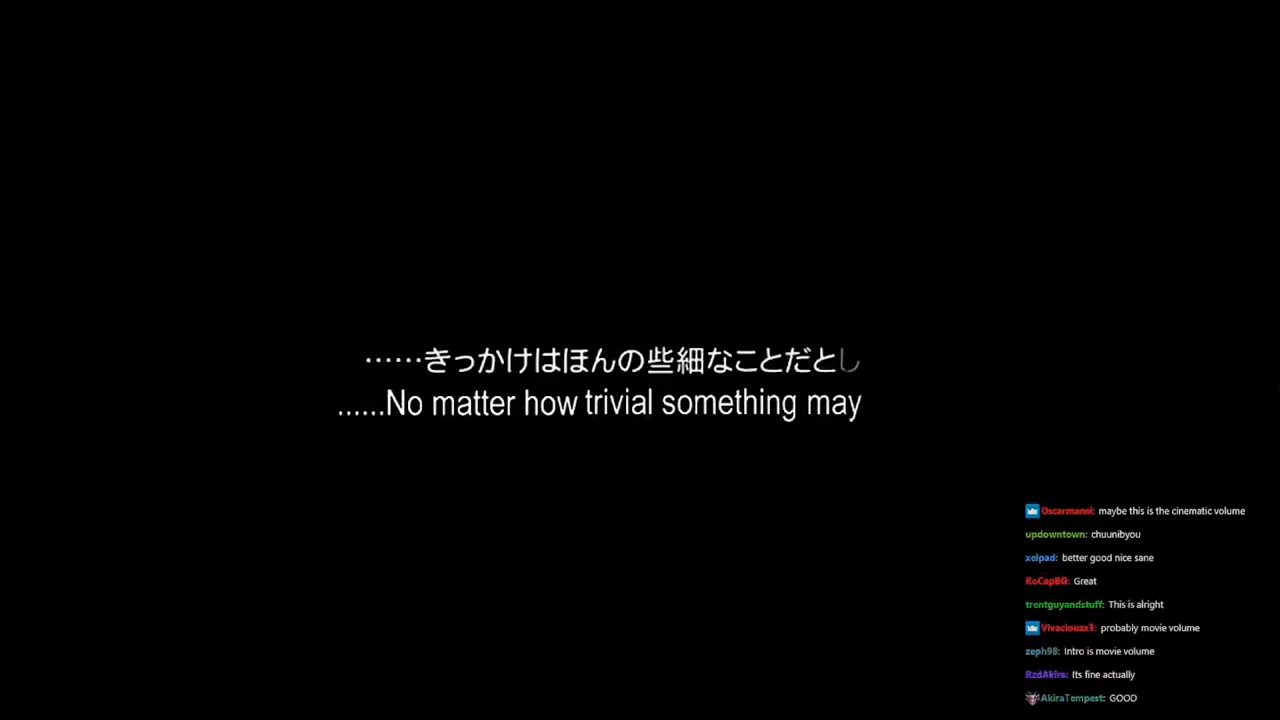 ……きっかけはほんの些細なことだとし
......No matter how trivial something may
Oscarmansi: maybe this is the cinematic volume
updowntown: chuunibyou
xelpad: better good nice sane
RoCapBG: Great
trentguyandstuff: This is alright
Vivaciousx3: probably movie volume
zeph98: Intro is movie volume
RzdAkira: Its fine actually
AkiraTempest: GOOD